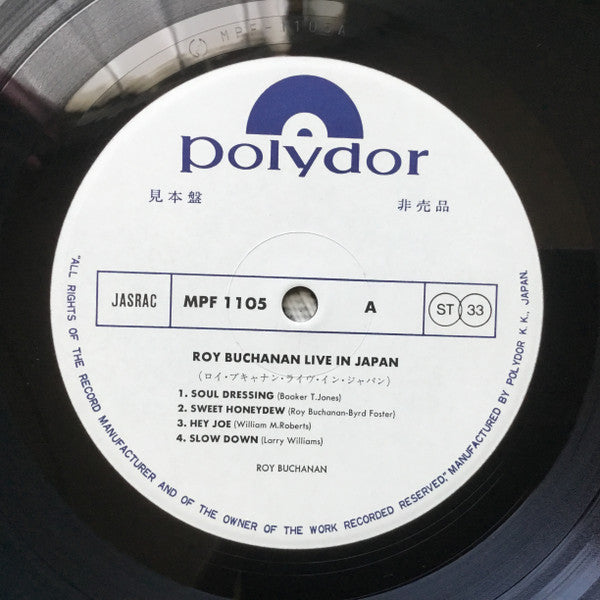 MPF-1105A
polydor
見本盤
非売品
JASRAC
MPF 1105
A
ST 33
ROY BUCHANAN LIVE IN JAPAN
(ロイ・ブキャナン・ライヴ・イン・ジャパン)
1. SOUL DRESSING (Booker T.Jones)
2. SWEET HONEYDEW (Roy Buchanan-Byrd Foster)
3. HEY JOE (William M.Roberts)
4. SLOW DOWN (Larry Williams)
ROY BUCHANAN
"ALL RIGHTS OF THE RECORD MANUFACTURER AND OF THE OWNER OF THE WORK RECORDED RESERVED," MANUFACTURED BY POLYDOR K.K., JAPAN.